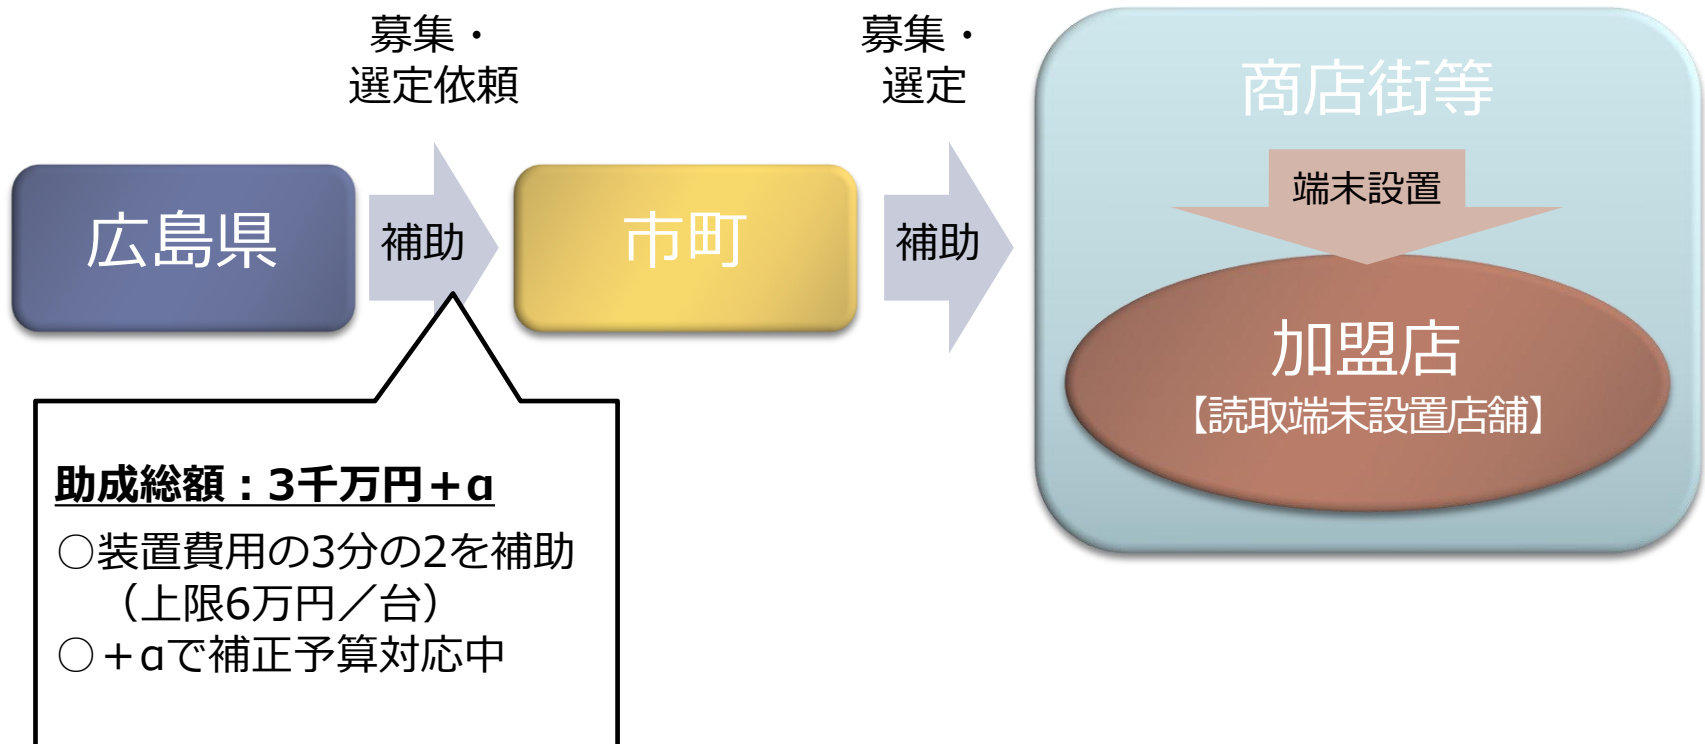 募集・
選定依頼
募集・
選定
商店街等
端末設置
広島県
補助
市町
補助
加盟店
【読取端末設置店舗】
助成総額：3千万円＋α
○装置費用の3分の2を補助
（上限6万円／台）
○＋αで補正予算対応中